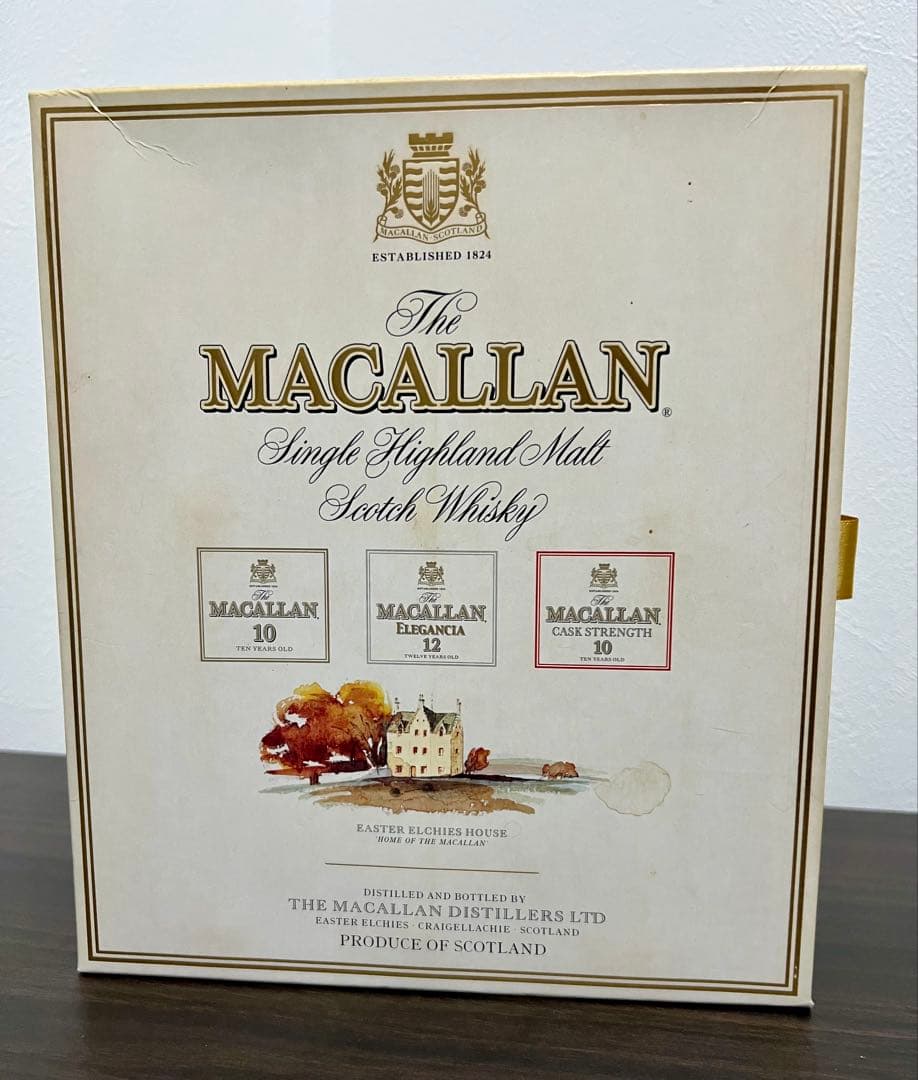 MACALLAN · SCOTLAND
ESTABLISHED 1824
The
MACALLAN®
Single Highland Malt
Scotch Whisky
The
MACALLAN
10
TEN YEARS OLD
The
MACALLAN
ELEGANCIA
12
TWELVE YEARS OLD
The
MACALLAN
CASK STRENGTH
10
TEN YEARS OLD
EASTER ELCHIES HOUSE
'HOME OF THE MACALLAN'
DISTILLED AND BOTTLED BY
THE MACALLAN DISTILLERS LTD
EASTER ELCHIES · CRAIGELLACHIE · SCOTLAND
PRODUCE OF SCOTLAND